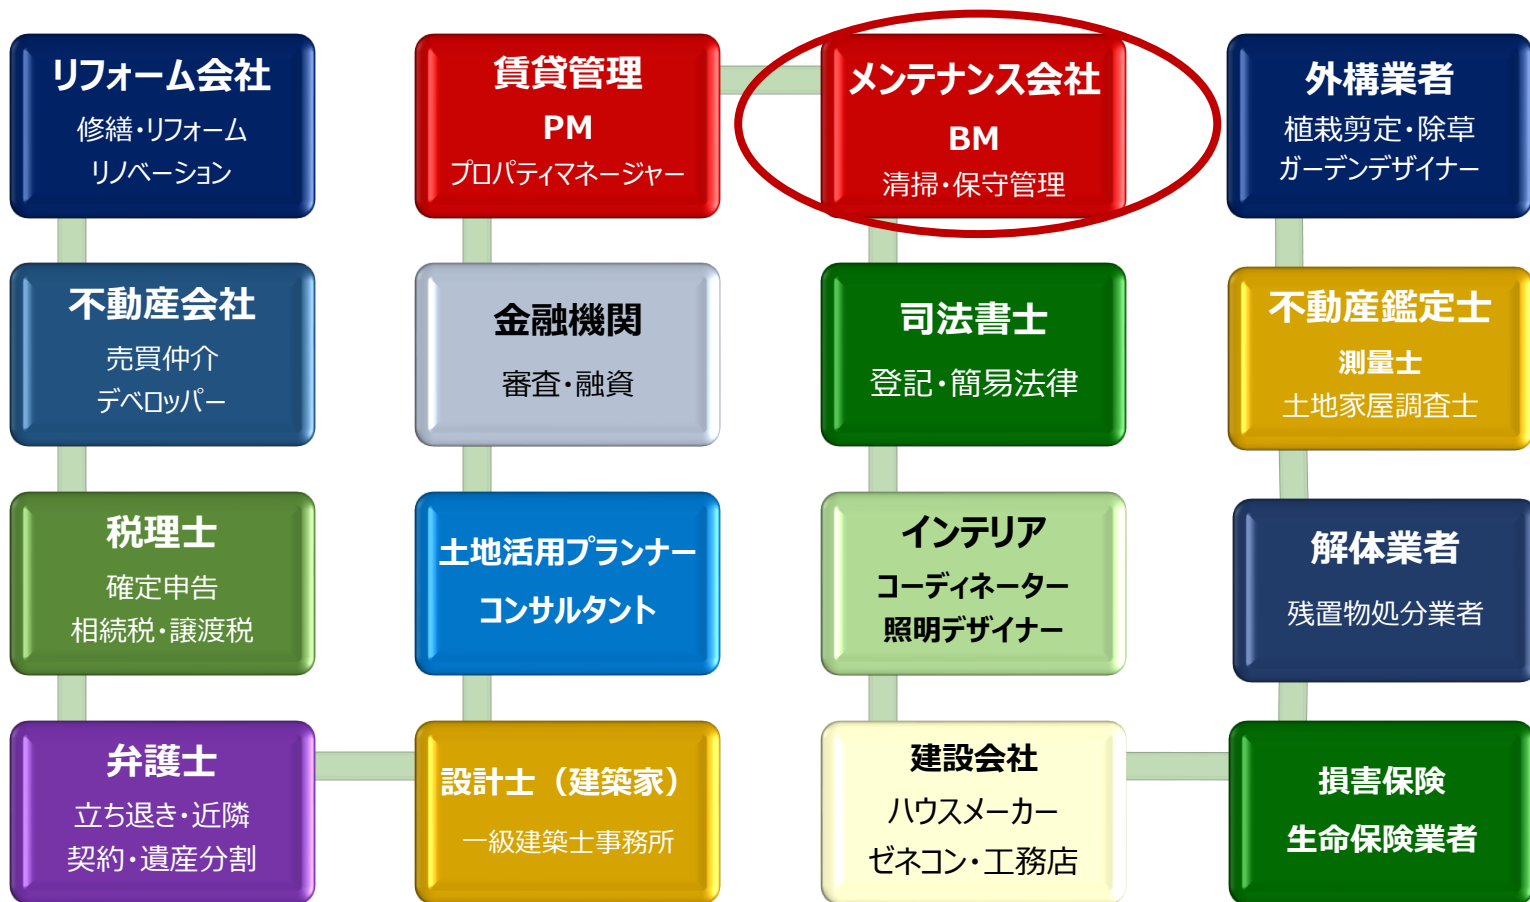 リフォーム会社
修繕・リフォーム
リノベーション
賃貸管理
PM
プロパティマネージャー
メンテナンス会社
BM
清掃・保守管理
外構業者
植栽剪定・除草
ガーデンデザイナー
不動産会社
売買仲介
デベロッパー
金融機関
審査・融資
司法書士
登記・簡易法律
不動産鑑定士
測量士
土地家屋調査士
税理士
確定申告
相続税・譲渡税
土地活用プランナー
コンサルタント
インテリア
コーディネーター
照明デザイナー
解体業者
残置物処分業者
弁護士
立ち退き・近隣
契約・遺産分割
設計士（建築家）
一級建築士事務所
建設会社
ハウスメーカー
ゼネコン・工務店
損害保険
生命保険業者